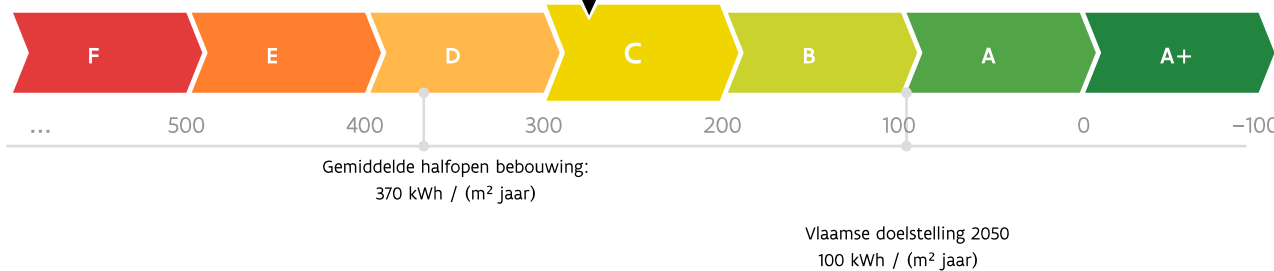 F E D C B A A+
... 500 400 300 200 100 0 −100
Gemiddelde halfopen bebouwing:
370 kWh / (m² jaar)
Vlaamse doelstelling 2050
100 kWh / (m² jaar)